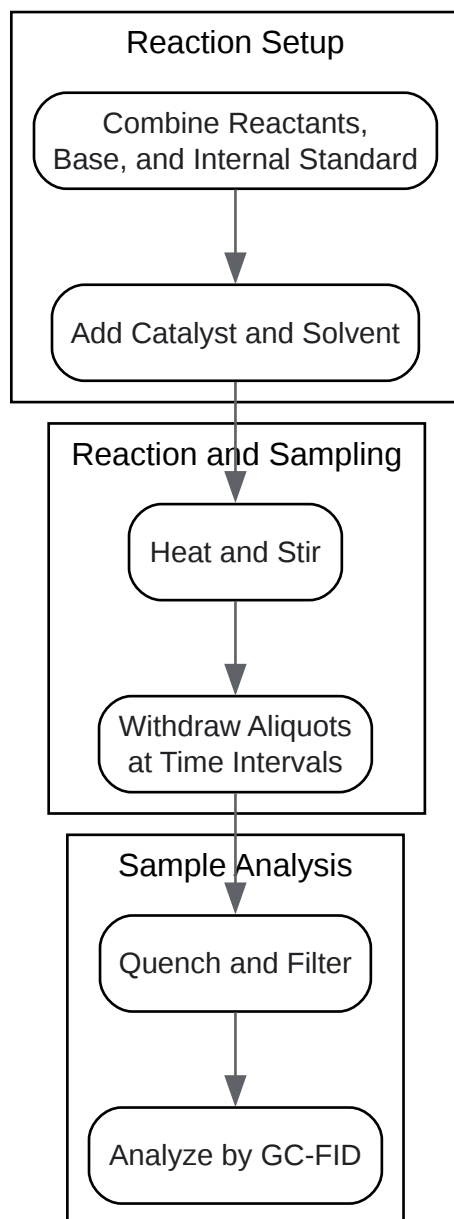 Reaction Setup
Combine Reactants,
Base, and Internal Standard
Add Catalyst and Solvent
Reaction and Sampling
Heat and Stir
Withdraw Aliquots
at Time Intervals
Sample Analysis
Quench and Filter
Analyze by GC-FID